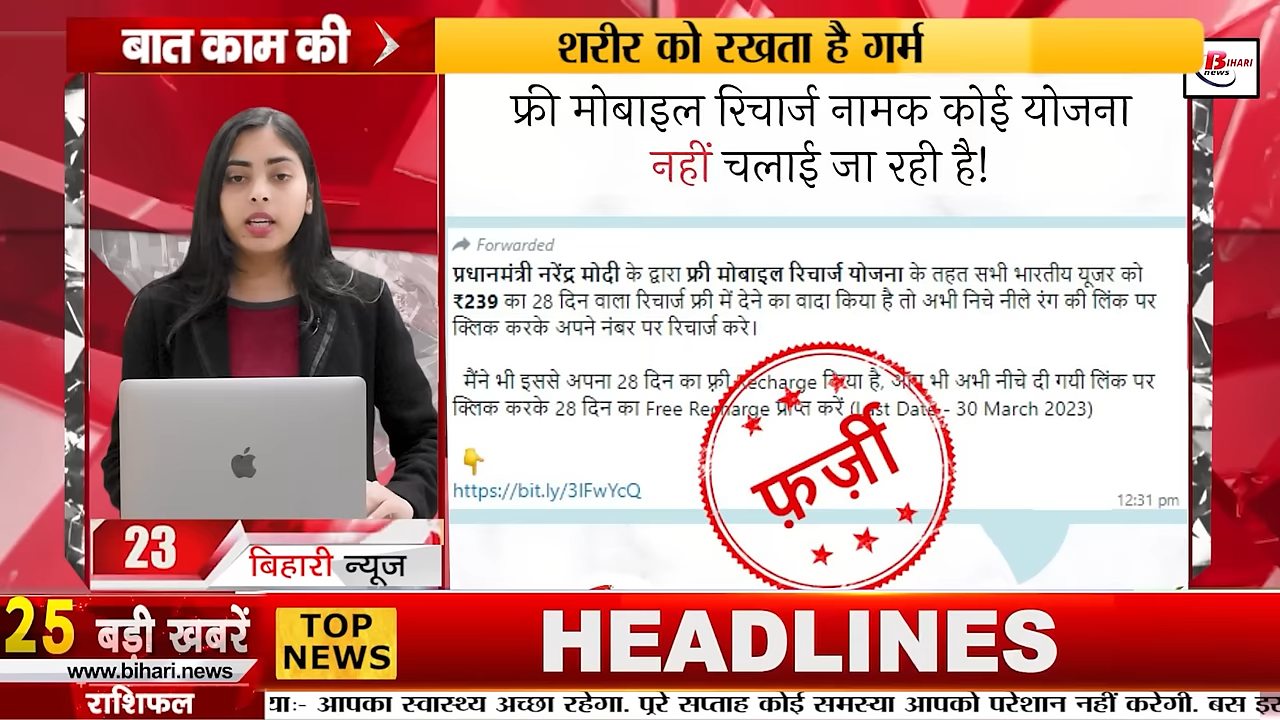 बात काम की
शरीर को रखता है गर्म
BIHARI
news
फ्री मोबाइल रिचार्ज नामक कोई योजना
नहीं चलाई जा रही है!
Forwarded
प्रधानमंत्री नरेंद्र मोदी के द्वारा फ्री मोबाइल रिचार्ज योजना के तहत सभी भारतीय यूजर को
₹239 का 28 दिन वाला रिचार्ज फ्री में देने का वादा किया है तो अभी निचे नीले रंग की लिंक पर
क्लिक करके अपने नंबर पर रिचार्ज करे।
मैंने भी इससे अपना 28 दिन का फ़्री Recharge किया है, आप भी अभी नीचे दी गयी लिंक पर
क्लिक करके 28 दिन का Free Recharge प्राप्त करें (Last Date - 30 March 2023)
👇
https://bit.ly/3IFwYcQ
12:31 pm
फ़र्ज़ी
23
बिहारी न्यूज
25 बड़ी ख़बरें
www.bihari.news
TOP
NEWS
HEADLINES
राशिफल
याः- आपका स्वास्थ्य अच्छा रहेगा. पूरे सप्ताह कोई समस्या आपको परेशान नहीं करेगी. बस